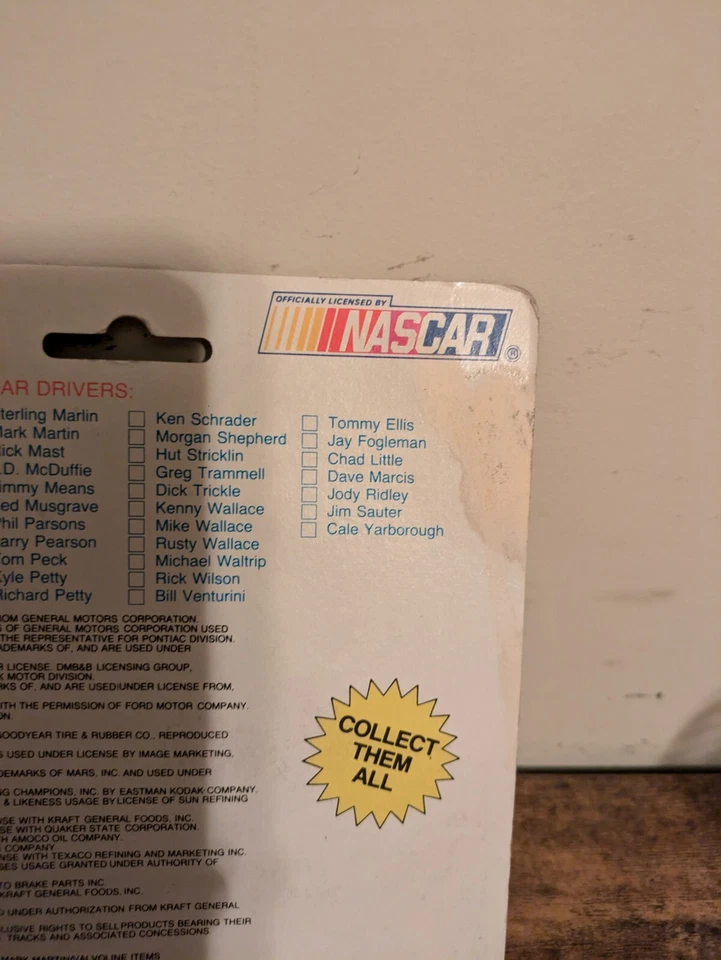 OFFICIALLY LICENSED BY
NASCAR
®
AR DRIVERS:
terling Marlin
ark Martin
ick Mast
.D. McDuffie
immy Means
ed Musgrave
hil Parsons
arry Pearson
om Peck
yle Petty
ichard Petty
Ken Schrader
Morgan Shepherd
Hut Stricklin
Greg Trammell
Dick Trickle
Kenny Wallace
Mike Wallace
Rusty Wallace
Michael Waltrip
Rick Wilson
Bill Venturini
Tommy Ellis
Jay Fogleman
Chad Little
Dave Marcis
Jody Ridley
Jim Sauter
Cale Yarborough
OM GENERAL MOTORS CORPORATION.
S OF GENERAL MOTORS CORPORATION USED
THE REPRESENTATIVE FOR PONTIAC DIVISION.
ADEMARKS OF, AND ARE USED UNDER
R LICENSE. DMB&B LICENSING GROUP,
K MOTOR DIVISION.
RKS OF, AND ARE USED UNDER LICENSE FROM,
ITH THE PERMISSION OF FORD MOTOR COMPANY.
ON.
GOODYEAR TIRE & RUBBER CO., REPRODUCED
S USED UNDER LICENSE BY IMAGE MARKETING,
DEMARKS OF MARS, INC. AND USED UNDER
NG CHAMPIONS, INC. BY EASTMAN KODAK COMPANY.
& LIKENESS USAGE BY LICENSE OF SUN REFINING
SE WITH KRAFT GENERAL FOODS, INC.
SE WITH QUAKER STATE CORPORATION.
H AMOCO OIL COMPANY.
COMPANY
NSE WITH TEXACO REFINING AND MARKETING INC.
SES USAGE GRANTED UNDER AUTHORITY OF
TO BRAKE PARTS INC.
KRAFT GENERAL FOODS, INC.
D UNDER AUTHORIZATION FROM KRAFT GENERAL
LUSIVE RIGHTS TO SELL PRODUCTS BEARING THEIR
TRACKS AND ASSOCIATED CONCESSIONS.
MARK MARTIN/VALVOLINE ITEMS
COLLECT
THEM
ALL